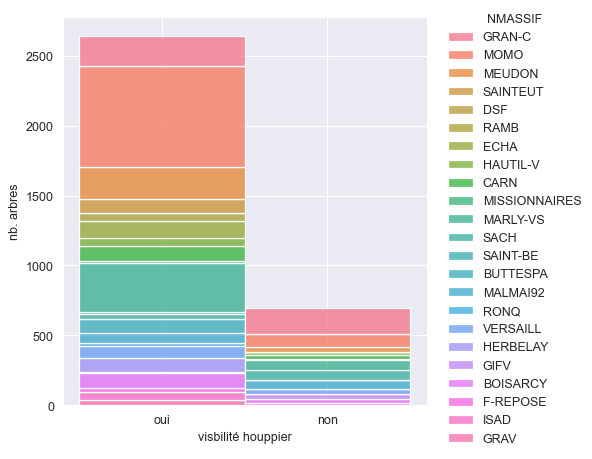 NMASSIF
GRAN-C
MOMO
MEUDON
SAINTEUT
DSF
RAMB
ECHA
HAUTIL-V
CARN
MISSIONNAIRES
MARLY-VS
SACH
SAINT-BE
BUTTESPA
MALMAI92
RONQ
VERSAILL
HERBELAY
GIFV
BOISARCY
F-REPOSE
ISAD
GRAV
2500
2000
1500
1000
500
0
nb. arbres
oui non
visbilité houppier